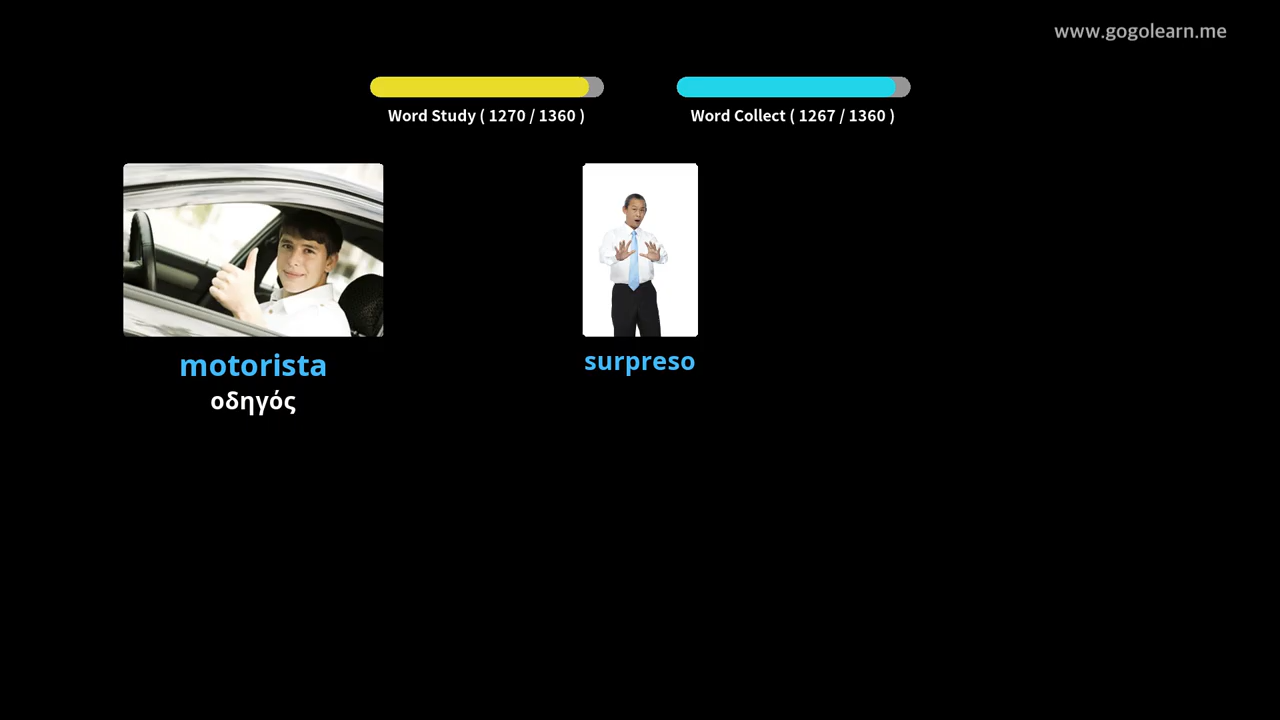 www.gogolearn.me
Word Study ( 1270 / 1360 )
Word Collect ( 1267 / 1360 )
motorista
οδηγός
surpreso